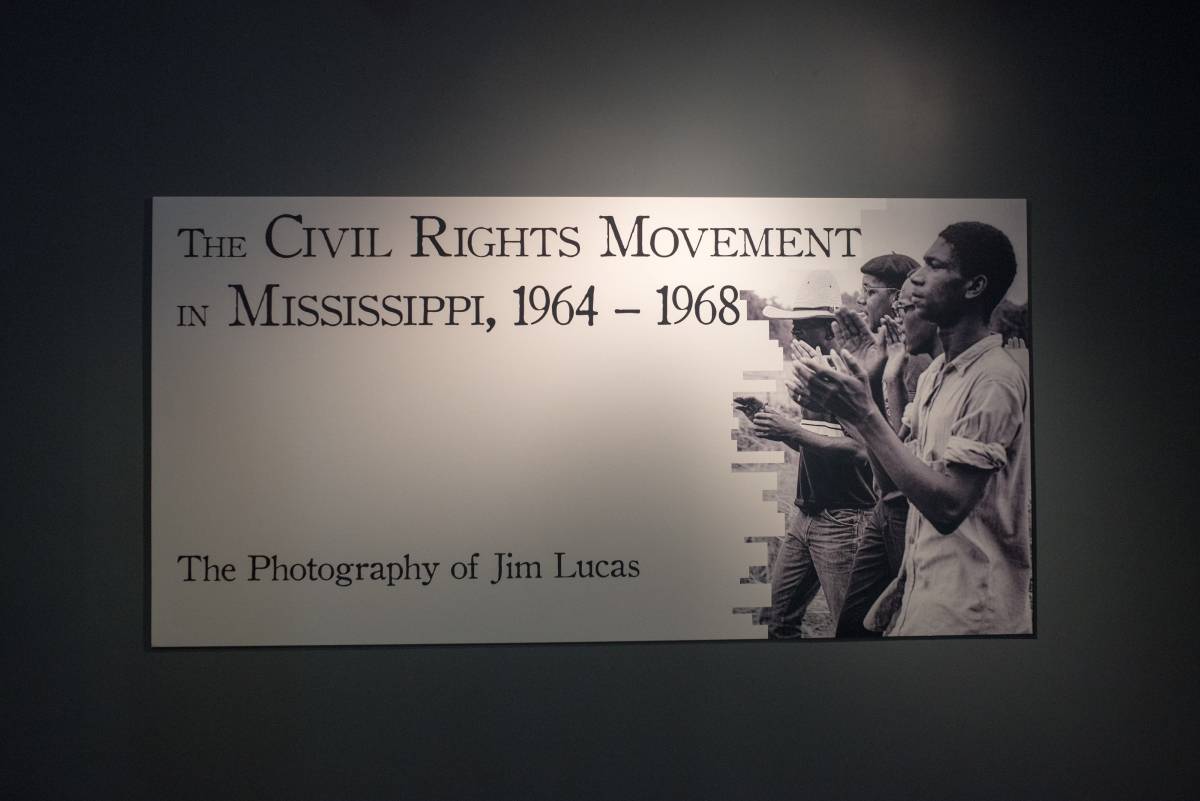 The Civil Rights Movement
in Mississippi, 1964 – 1968
The Photography of Jim Lucas